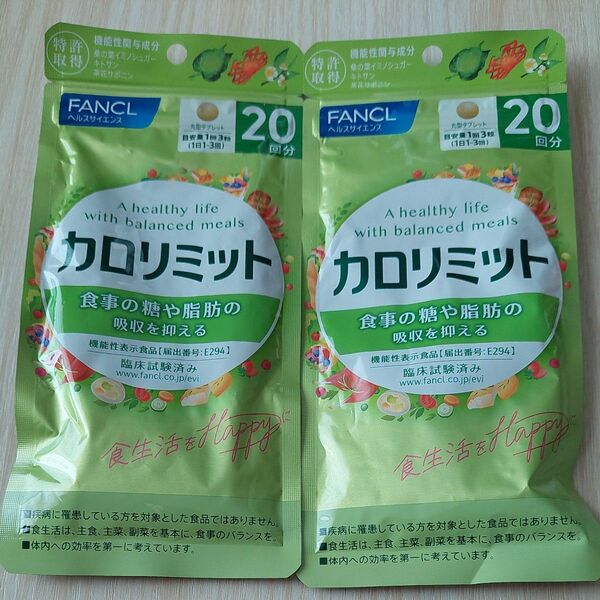 特許
取得
機能性関与成分
桑の葉イミノシュガー
キトサン
茶花サポニン
FANCL
ヘルスサイエンス
丸型タブレット
目安量1回3粒
(1日1-3回)
20
回分
A healthy life
with balanced meals
カロリミット
食事の糖や脂肪の
吸収を抑える
機能性表示食品【届出番号:E294】
臨床試験済み
www.fancl.co.jp/evi
食生活をHappyに
■疾病に罹患している方を対象とした食品ではありません。
■食生活は、主食、主菜、副菜を基本に、食事のバランスを。
■体内への効率を第一に考えています。
特許
取得
機能性関与成分
桑の葉イミノシュガー
キトサン
茶花サポニン
FANCL
ヘルスサイエンス
丸型タブレット
目安量1回3粒
(1日1-3回)
20
回分
A healthy life
with balanced meals
カロリミット
食事の糖や脂肪の
吸収を抑える
機能性表示食品【届出番号:E294】
臨床試験済み
www.fancl.co.jp/evi
食生活をHappyに
■疾病に罹患している方を対象とした食品ではありません。
■食生活は、主食、主菜、副菜を基本に、食事のバランスを。
■体内への効率を第一に考えています。